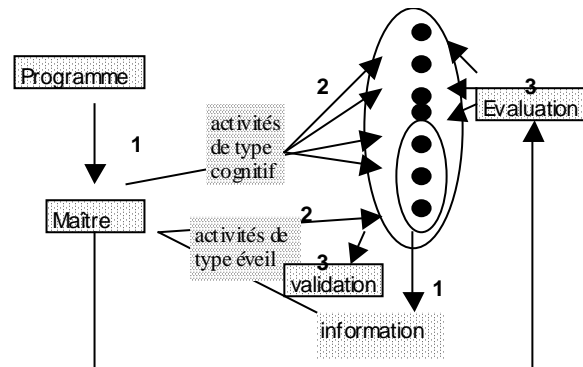 Programme
1
Maître
activités
de type
cognitif
2
activités de
type éveil
2
3
validation
1
information
3
Evaluation